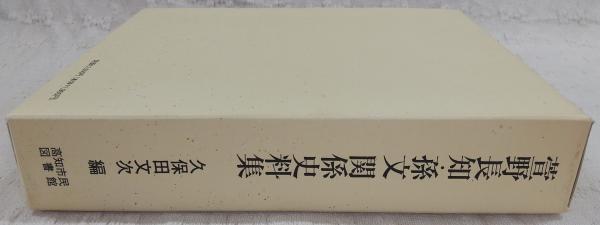 萱野長知・孫文関係史料集
久保田文次 編
高知市民図書館